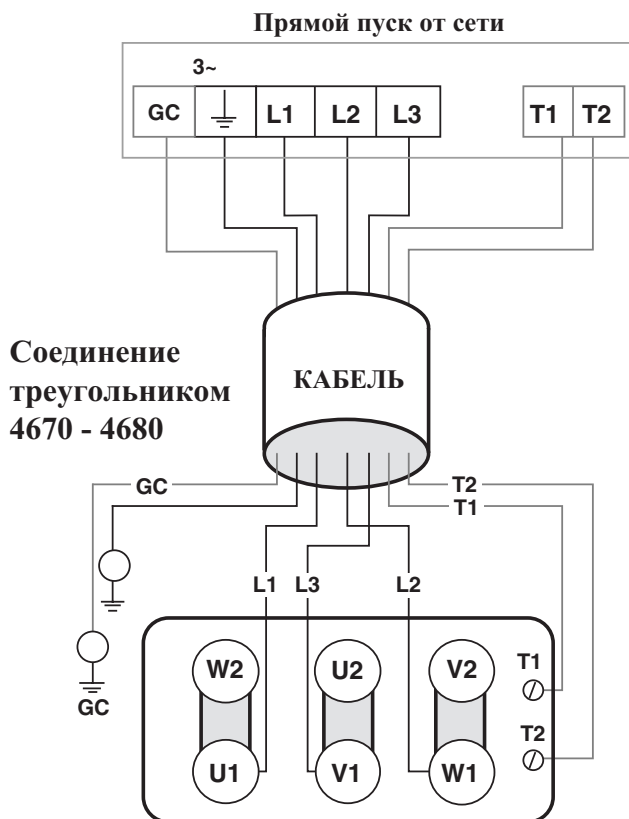 Прямой пуск от сети
3~
GC L1 L2 L3 T1 T2
Соединение
треугольником
4670 - 4680
КАБЕЛЬ
GC T2
T1
L1 L3 L2
W2 U2 V2 T1
GC
T2
U1 V1 W1